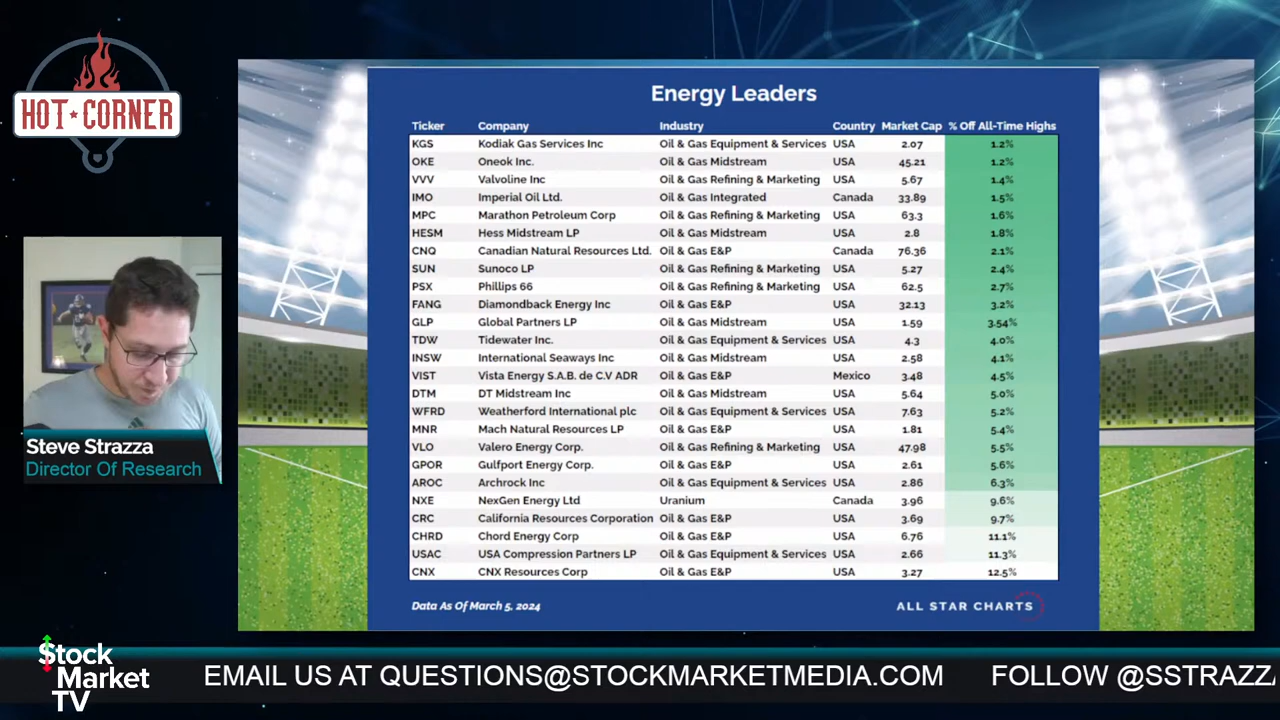 HOT CORNER
Energy Leaders
Ticker Company Industry Country Market Cap % Off All-Time Highs
KGS Kodiak Gas Services Inc Oil & Gas Equipment & Services USA 2.07 1.2%
OKE Oneok Inc. Oil & Gas Midstream USA 45.21 1.2%
VVV Valvoline Inc Oil & Gas Refining & Marketing USA 5.67 1.4%
IMO Imperial Oil Ltd. Oil & Gas Integrated Canada 33.89 1.5%
MPC Marathon Petroleum Corp Oil & Gas Refining & Marketing USA 63.3 1.6%
HESM Hess Midstream LP Oil & Gas Midstream USA 2.8 1.8%
CNQ Canadian Natural Resources Ltd. Oil & Gas E&P Canada 76.36 2.1%
SUN Sunoco LP Oil & Gas Refining & Marketing USA 5.27 2.4%
PSX Phillips 66 Oil & Gas Refining & Marketing USA 62.5 2.7%
FANG Diamondback Energy Inc Oil & Gas E&P USA 32.13 3.2%
GLP Global Partners LP Oil & Gas Midstream USA 1.59 3.54%
TDW Tidewater Inc. Oil & Gas Equipment & Services USA 4.3 4.0%
INSW International Seaways Inc Oil & Gas Midstream USA 2.58 4.1%
VIST Vista Energy S.A.B. de C.V ADR Oil & Gas E&P Mexico 3.48 4.5%
DTM DT Midstream Inc Oil & Gas Midstream USA 5.64 5.0%
WFRD Weatherford International plc Oil & Gas Equipment & Services USA 7.63 5.2%
MNR Mach Natural Resources LP Oil & Gas E&P USA 1.81 5.4%
VLO Valero Energy Corp. Oil & Gas Refining & Marketing USA 47.98 5.5%
GPOR Gulfport Energy Corp. Oil & Gas E&P USA 2.61 5.6%
AROC Archrock Inc Oil & Gas Equipment & Services USA 2.86 6.3%
NXE NexGen Energy Ltd Uranium Canada 3.96 9.6%
CRC California Resources Corporation Oil & Gas E&P USA 3.69 9.7%
CHRD Chord Energy Corp Oil & Gas E&P USA 6.76 11.1%
USAC USA Compression Partners LP Oil & Gas Equipment & Services USA 2.66 11.3%
CNX CNX Resources Corp Oil & Gas E&P USA 3.27 12.5%
Data As Of March 5, 2024
ALL STAR CHARTS
Steve Strazza
Director Of Research
Stock
Market
TV
EMAIL US AT QUESTIONS@STOCKMARKETMEDIA.COM FOLLOW @SSTRAZZA